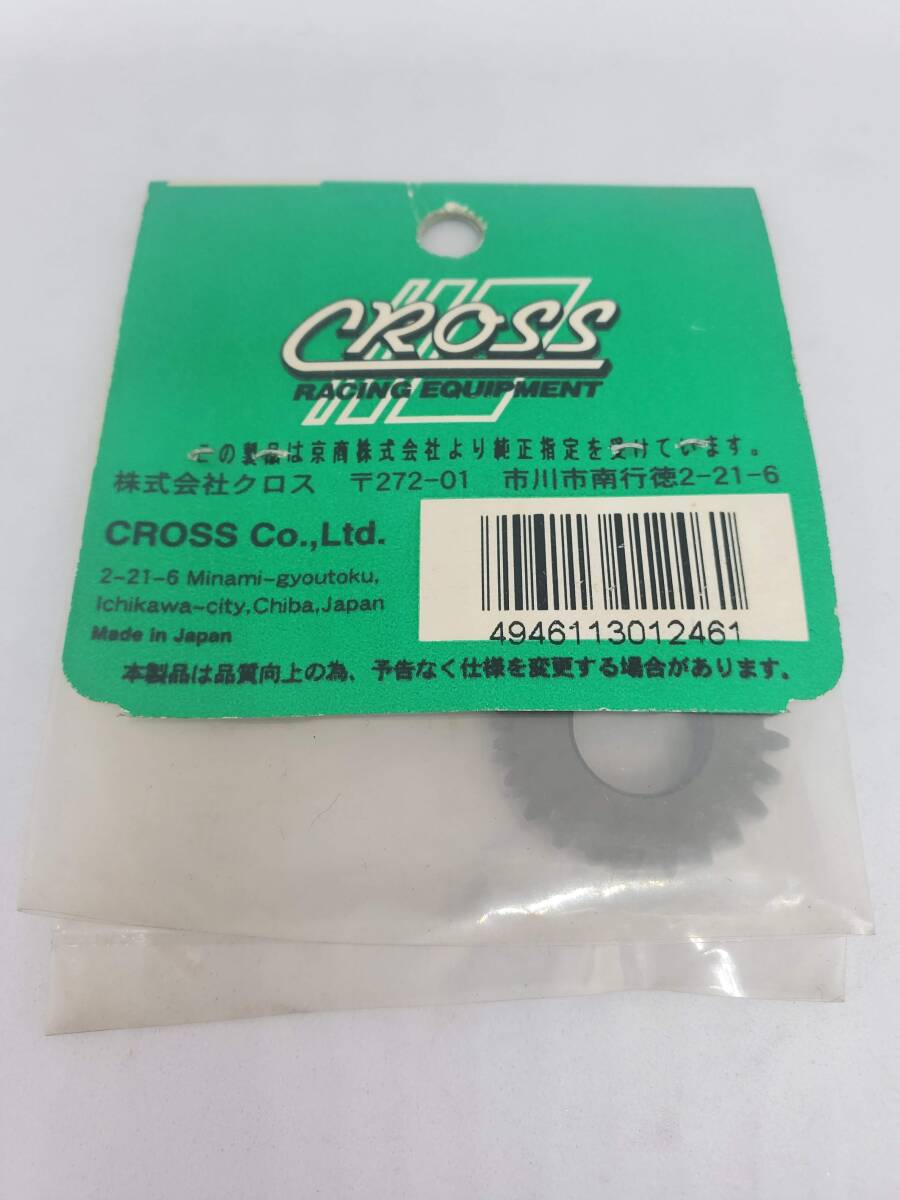 CROSS
RACING EQUIPMENT
この製品は京商株式会社より純正指定を受けています。
株式会社クロス 〒272-01 市川市南行徳2-21-6
CROSS Co.,Ltd.
2-21-6 Minami-gyoutoku,
Ichikawa-city,Chiba,Japan
Made in Japan
4946113012461
本製品は品質向上の為、予告なく仕様を変更する場合があります。